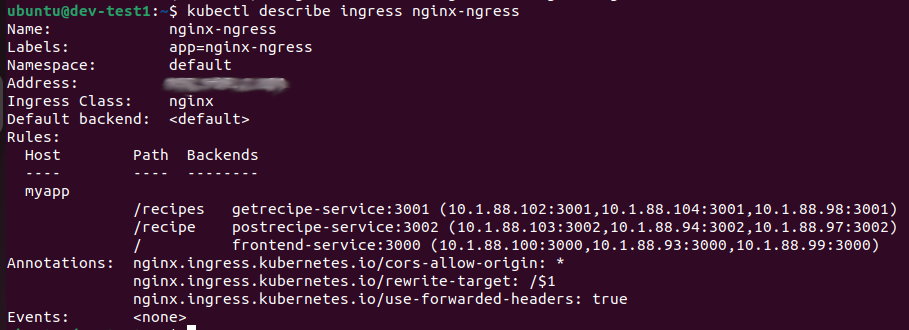 ubuntu@dev-test1:~$ kubectl describe ingress nginx-ngress
Name:             nginx-ngress
Labels:           app=nginx-ngress
Namespace:        default
Address:
Ingress Class:    nginx
Default backend:  <default>
Rules:
  Host        Path  Backends
  ----        ----  --------
  myapp
              /recipes   getrecipe-service:3001 (10.1.88.102:3001,10.1.88.104:3001,10.1.88.98:3001)
              /recipe    postrecipe-service:3002 (10.1.88.103:3002,10.1.88.94:3002,10.1.88.97:3002)
              /          frontend-service:3000 (10.1.88.100:3000,10.1.88.93:3000,10.1.88.99:3000)
Annotations:  nginx.ingress.kubernetes.io/cors-allow-origin: *
              nginx.ingress.kubernetes.io/rewrite-target: /$1
              nginx.ingress.kubernetes.io/use-forwarded-headers: true
Events:       <none>